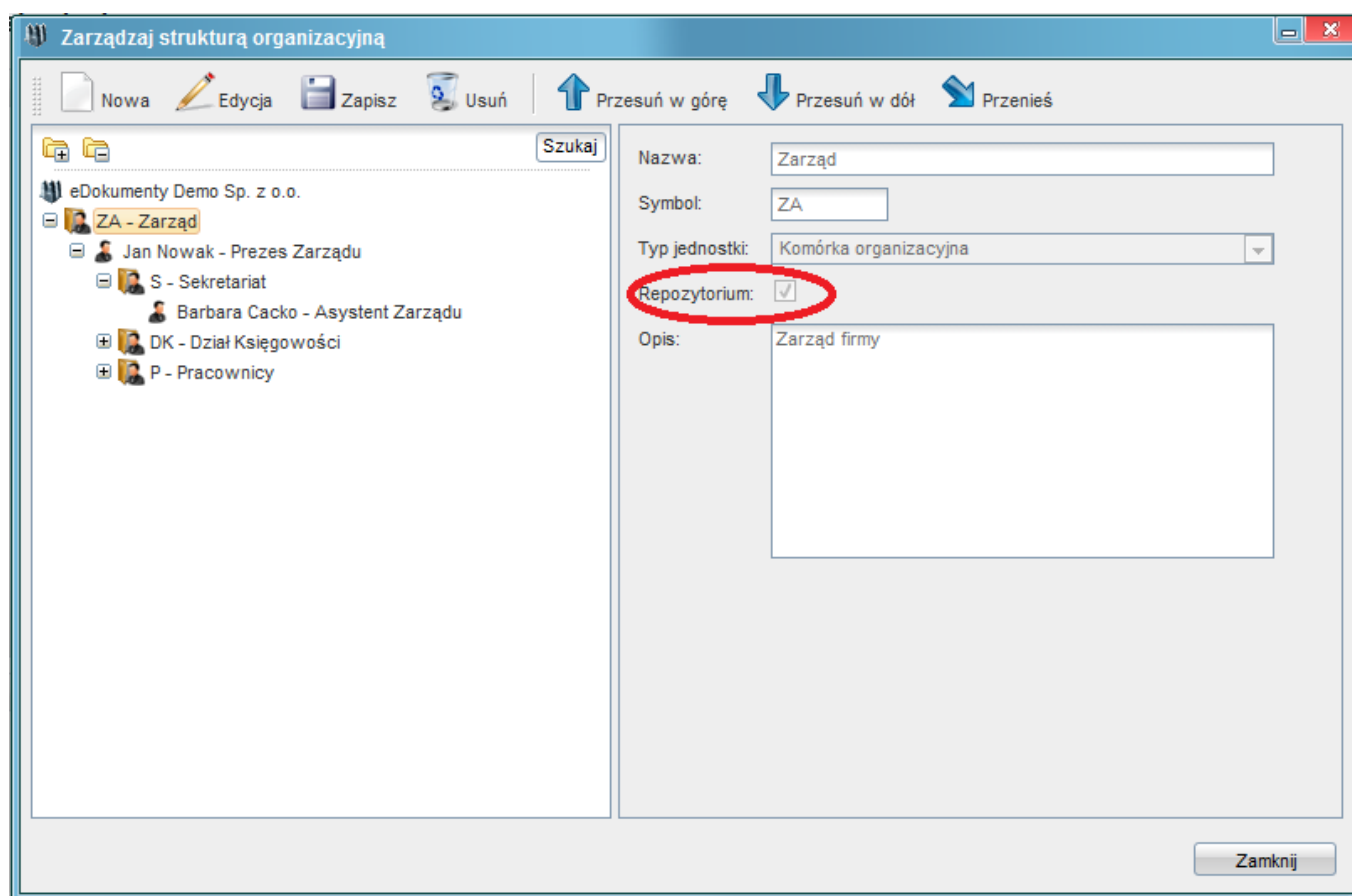 Zarządzaj strukturą organizacyjną
Nowa Edycja Zapisz Usuń Przesuń w górę Przesuń w dół Przenieś
Szukaj
eDokumenty Demo Sp. z o.o.
ZA - Zarząd
Jan Nowak - Prezes Zarządu
S - Sekretariat
Barbara Cacko - Asystent Zarządu
DK - Dział Księgowości
P - Pracownicy
Nazwa: Zarząd
Symbol: ZA
Typ jednostki: Komórka organizacyjna
Repozytorium:
Opis: Zarząd firmy
Zamknij